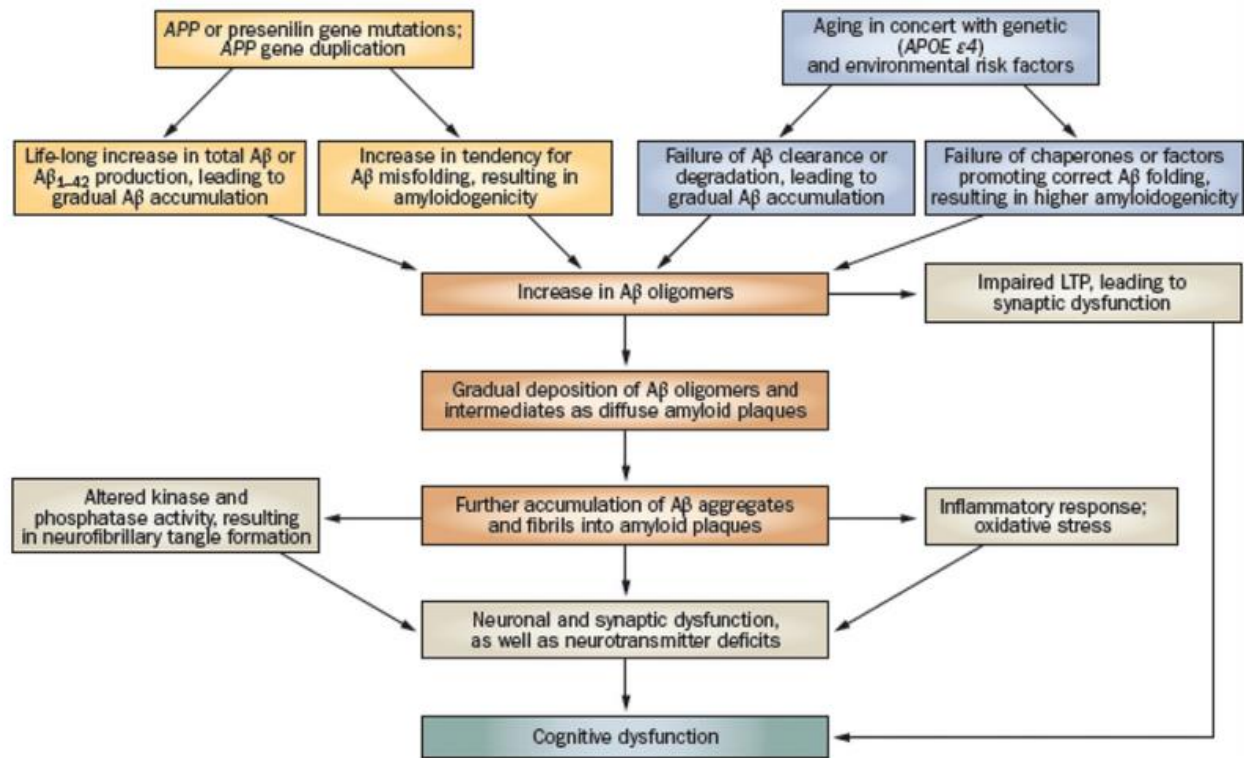 APP or presenilin gene mutations;
APP gene duplication
Aging in concert with genetic
(APOE ε4)
and environmental risk factors
Life-long increase in total Aβ or
Aβ1–42 production, leading to
gradual Aβ accumulation
Increase in tendency for
Aβ misfolding, resulting in
amyloidogenicity
Failure of Aβ clearance or
degradation, leading to
gradual Aβ accumulation
Failure of chaperones or factors
promoting correct Aβ folding,
resulting in higher amyloidogenicity
Increase in Aβ oligomers
Impaired LTP, leading to
synaptic dysfunction
Gradual deposition of Aβ oligomers and
intermediates as diffuse amyloid plaques
Altered kinase and
phosphatase activity, resulting
in neurofibrillary tangle formation
Further accumulation of Aβ aggregates
and fibrils into amyloid plaques
Inflammatory response;
oxidative stress
Neuronal and synaptic dysfunction,
as well as neurotransmitter deficits
Cognitive dysfunction